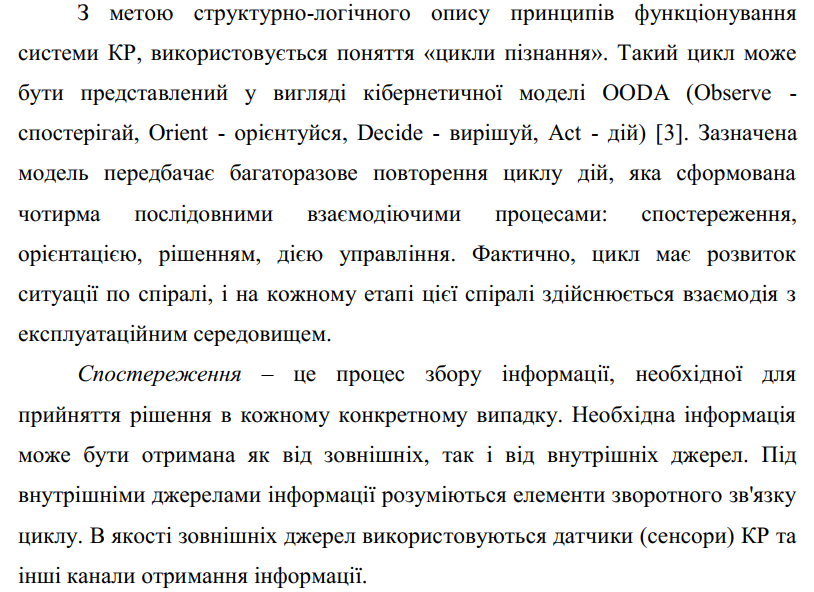 З метою структурно-логічного опису принципів функціонування
системи КР, використовується поняття «цикли пізнання». Такий цикл може
бути представлений у вигляді кібернетичної моделі OODA (Observe -
спостерігай, Orient - орієнтуйся, Decide - вирішуй, Act - дій) [3]. Зазначена
модель передбачає багаторазове повторення циклу дій, яка сформована
чотирма послідовними взаємодіючими процесами: спостереження,
орієнтацією, рішенням, дією управління. Фактично, цикл має розвиток
ситуації по спіралі, і на кожному етапі цієї спіралі здійснюється взаємодія з
експлуатаційним середовищем.
Спостереження – це процес збору інформації, необхідної для
прийняття рішення в кожному конкретному випадку. Необхідна інформація
може бути отримана як від зовнішніх, так і від внутрішніх джерел. Під
внутрішніми джерелами інформації розуміються елементи зворотного зв'язку
циклу. В якості зовнішніх джерел використовуються датчики (сенсори) КР та
інші канали отримання інформації.